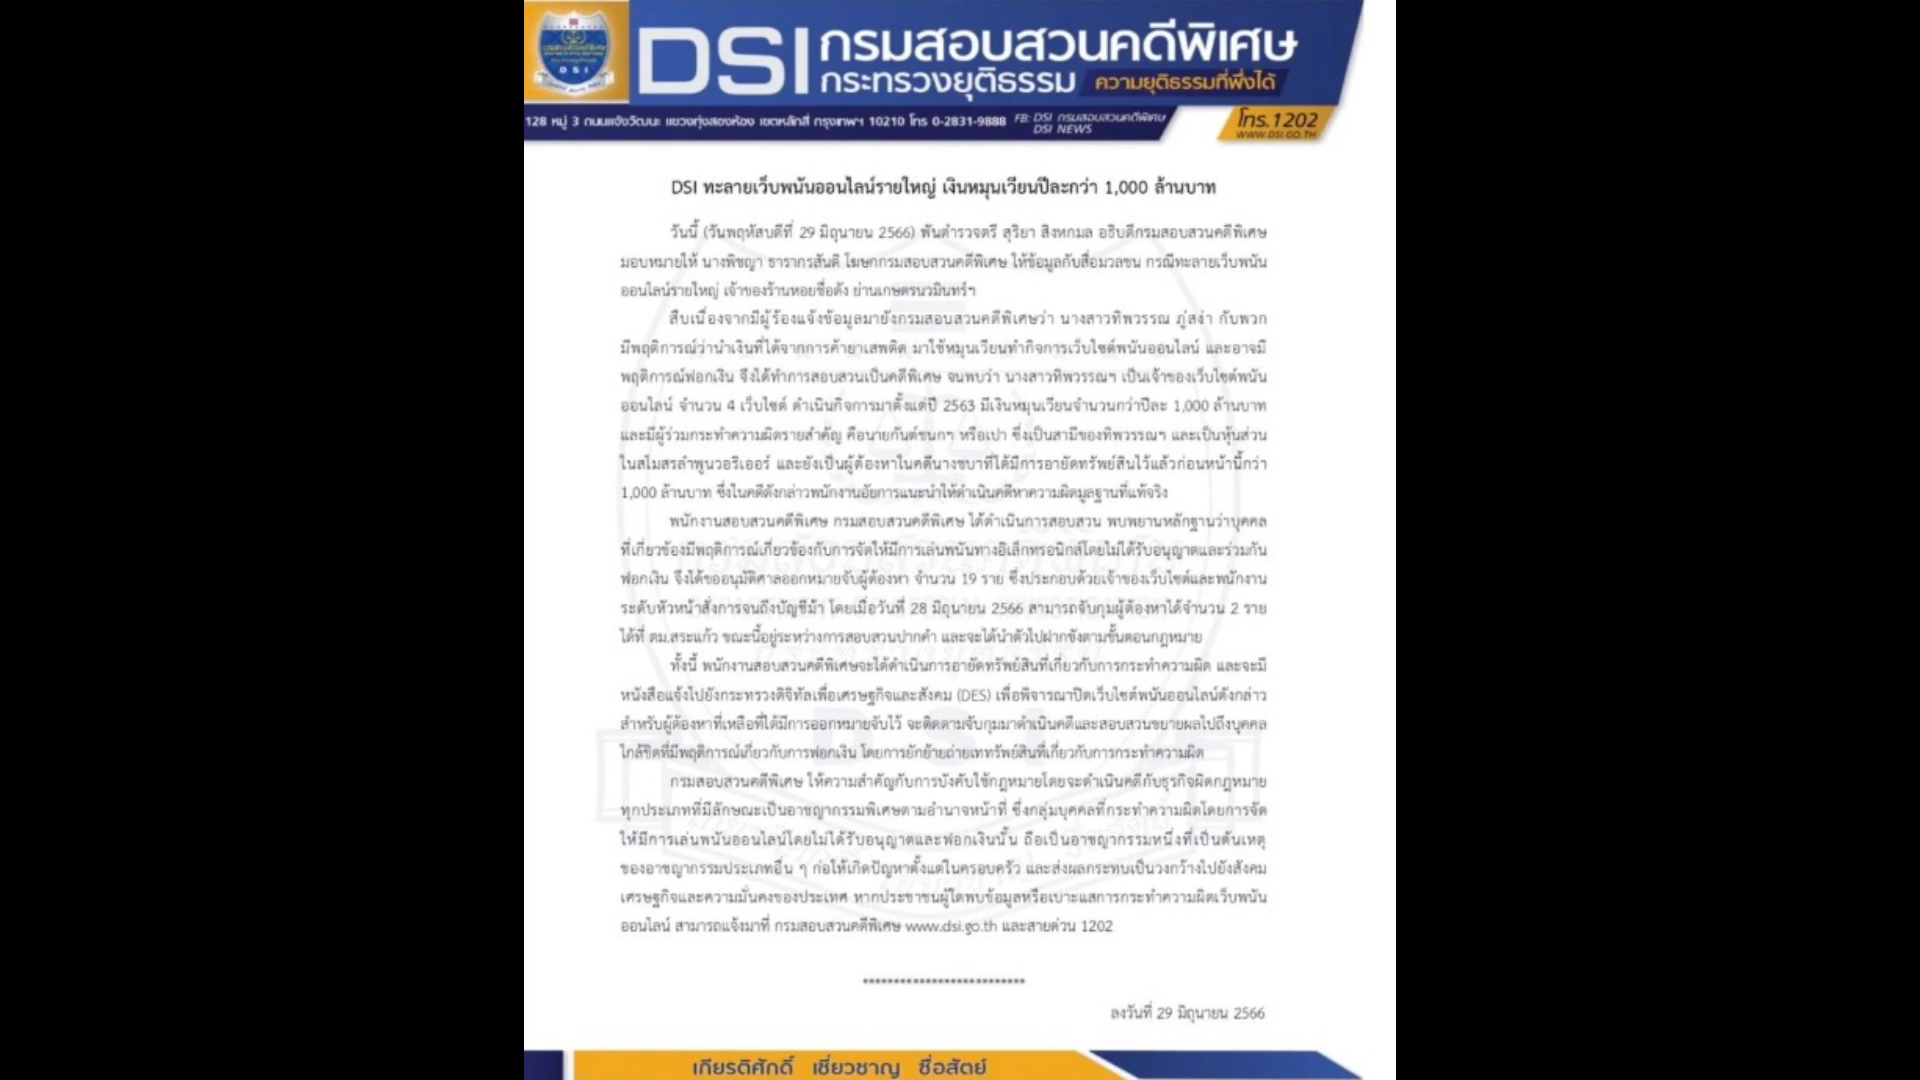 DSI กรมสอบสวนคดีพิเศษ
กระทรวงยุติธรรม ความยุติธรรมที่พึ่งได้
128 หมู่ 3 ถนนแจ้งวัฒนะ แขวงทุ่งสองห้อง เขตหลักสี่ กรุงเทพฯ 10210 โทร 0-2831-9888 FB: DSI กรมสอบสวนคดีพิเศษ
DSI NEWS
โทร.1202
WWW.DSI.GO.TH
DSI ทะลายเว็บพนันออนไลน์รายใหญ่ เงินหมุนเวียนปีละกว่า 1,000 ล้านบาท
วันนี้ (วันพฤหัสบดีที่ 29 มิถุนายน 2566) พันตำรวจตรี สุริยา สิงหกมล อธิบดีกรมสอบสวนคดีพิเศษ
มอบหมายให้ นางพิชญา ธารากรสันติ โฆษกกรมสอบสวนคดีพิเศษ ให้ข้อมูลกับสื่อมวลชน กรณีทะลายเว็บพนัน
ออนไลน์รายใหญ่ เจ้าของร้านหอยชื่อดัง ย่านเกษตรนวมินทร์ฯ
สืบเนื่องจากมีผู้ร้องแจ้งข้อมูลมายังกรมสอบสวนคดีพิเศษว่า นางสาวทิพวรรณ ภู่สง่า กับพวก
มีพฤติการณ์ว่านำเงินที่ได้จากการค้ายาเสพติด มาใช้หมุนเวียนทำกิจการเว็บไซต์พนันออนไลน์ และอาจมี
พฤติการณ์ฟอกเงิน จึงได้ทำการสอบสวนเป็นคดีพิเศษ จนพบว่า นางสาวทิพวรรณฯ เป็นเจ้าของเว็บไซต์พนัน
ออนไลน์ จำนวน 4 เว็บไซต์ ดำเนินกิจการมาตั้งแต่ปี 2563 มีเงินหมุนเวียนจำนวนกว่าปีละ 1,000 ล้านบาท
และมีผู้ร่วมกระทำความผิดรายสำคัญ คือนายกันต์ชนกฯ หรือเปา ซึ่งเป็นสามีของทิพวรรณฯ และเป็นหุ้นส่วน
ในสโมสรลำพูนวอริเออร์ และยังเป็นผู้ต้องหาในคดีนางชบาที่ได้มีการอายัดทรัพย์สินไว้แล้วก่อนหน้านี้กว่า
1,000 ล้านบาท ซึ่งในคดีดังกล่าวพนักงานอัยการแนะนำให้ดำเนินคดีหาความผิดมูลฐานที่แท้จริง
พนักงานสอบสวนคดีพิเศษ กรมสอบสวนคดีพิเศษ ได้ดำเนินการสอบสวน พบพยานหลักฐานว่าบุคคล
ที่เกี่ยวข้องมีพฤติการณ์เกี่ยวข้องกับการจัดให้มีการเล่นพนันทางอิเล็กทรอนิกส์โดยไม่ได้รับอนุญาตและร่วมกัน
ฟอกเงิน จึงได้ขออนุมัติศาลออกหมายจับผู้ต้องหา จำนวน 19 ราย ซึ่งประกอบด้วยเจ้าของเว็บไซต์และพนักงาน
ระดับหัวหน้าสั่งการจนถึงบัญชีม้า โดยเมื่อวันที่ 28 มิถุนายน 2566 สามารถจับกุมผู้ต้องหาได้จำนวน 2 ราย
ได้ที่ ตม.สระแก้ว ขณะนี้อยู่ระหว่างการสอบสวนปากคำ และจะได้นำตัวไปฝากขังตามขั้นตอนกฎหมาย
ทั้งนี้ พนักงานสอบสวนคดีพิเศษจะได้ดำเนินการอายัดทรัพย์สินที่เกี่ยวกับการกระทำความผิด และจะมี
หนังสือแจ้งไปยังกระทรวงดิจิทัลเพื่อเศรษฐกิจและสังคม (DES) เพื่อพิจารณาปิดเว็บไซต์พนันออนไลน์ดังกล่าว
สำหรับผู้ต้องหาที่เหลือที่ได้มีการออกหมายจับไว้ จะติดตามจับกุมมาดำเนินคดีและสอบสวนขยายผลไปถึงบุคคล
ใกล้ชิดที่มีพฤติการณ์เกี่ยวกับการฟอกเงิน โดยการยักย้ายถ่ายเททรัพย์สินที่เกี่ยวกับการกระทำความผิด
กรมสอบสวนคดีพิเศษ ให้ความสำคัญกับการบังคับใช้กฎหมายโดยจะดำเนินคดีกับธุรกิจผิดกฎหมาย
ทุกประเภทที่มีลักษณะเป็นอาชญากรรมพิเศษตามอำนาจหน้าที่ ซึ่งกลุ่มบุคคลที่กระทำความผิดโดยการจัด
ให้มีการเล่นพนันออนไลน์โดยไม่ได้รับอนุญาตและฟอกเงินนั้น ถือเป็นอาชญากรรมหนึ่งที่เป็นต้นเหตุ
ของอาชญากรรมประเภทอื่น ๆ ก่อให้เกิดปัญหาตั้งแต่ในครอบครัว และส่งผลกระทบเป็นวงกว้างไปยังสังคม
เศรษฐกิจและความมั่นคงของประเทศ หากประชาชนผู้ใดพบข้อมูลหรือเบาะแสการกระทำความผิดเว็บพนัน
ออนไลน์ สามารถแจ้งมาที่ กรมสอบสวนคดีพิเศษ www.dsi.go.th และสายด่วน 1202
**************************
ลงวันที่ 29 มิถุนายน 2566
เกียรติศักดิ์ เชี่ยวชาญ ซื่อสัตย์